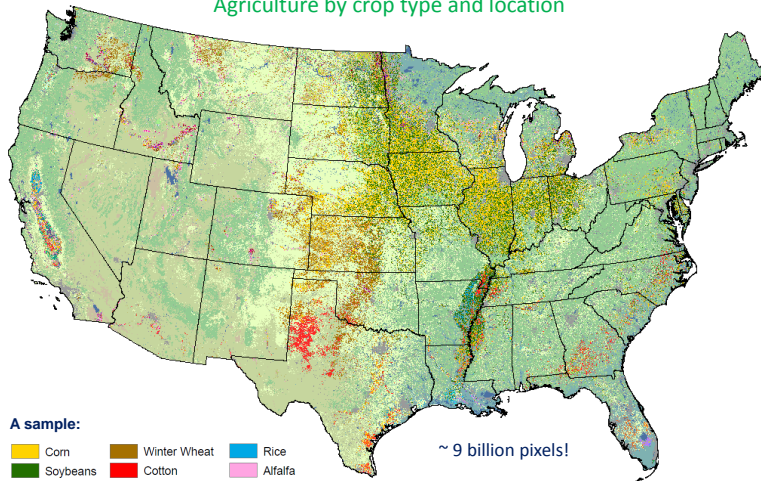 Agriculture by crop type and location
A sample:
Corn
Winter Wheat
Rice
Soybeans
Cotton
Alfalfa
~ 9 billion pixels!